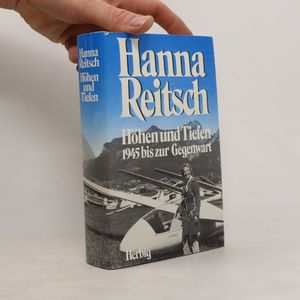 Hanna
Reitsch
Höhen
und
Tiefen
Hanna
Reitsch
Höhen und Tiefen
1945 bis zur Gegenwart
Herbig